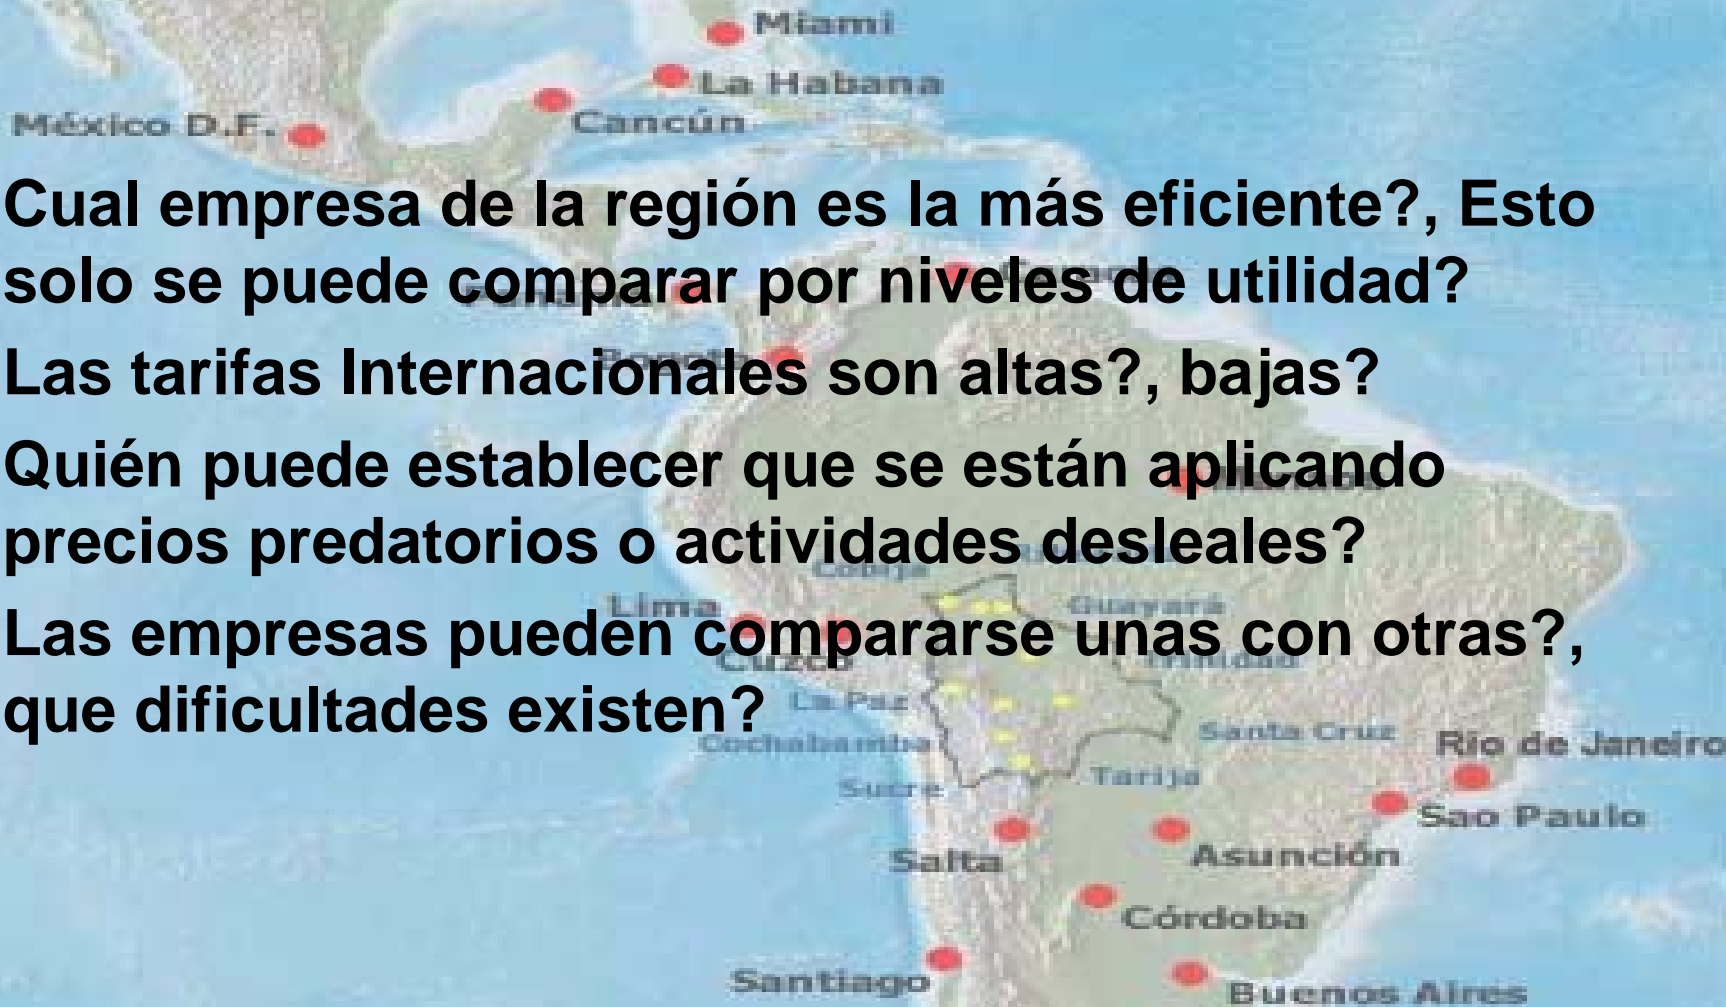 Miami
La Habana
Cancún
México D.F.
Cual empresa de la región es la más eficiente?, Esto
solo se puede comparar por niveles de utilidad?
Las tarifas Internacionales son altas?, bajas?
Quién puede establecer que se están aplicando
precios predatorios o actividades desleales?
Cobija
Lima
Guayará
Las empresas pueden compararse unas con otras?,
Cuzco
Trinidad
que dificultades existen?
La Paz
Cochabamba
Santa Cruz
Rio de Janeiro
Sucre
Tarija
Sao Paulo
Salta
Asunción
Córdoba
Santiago
Buenos Aires